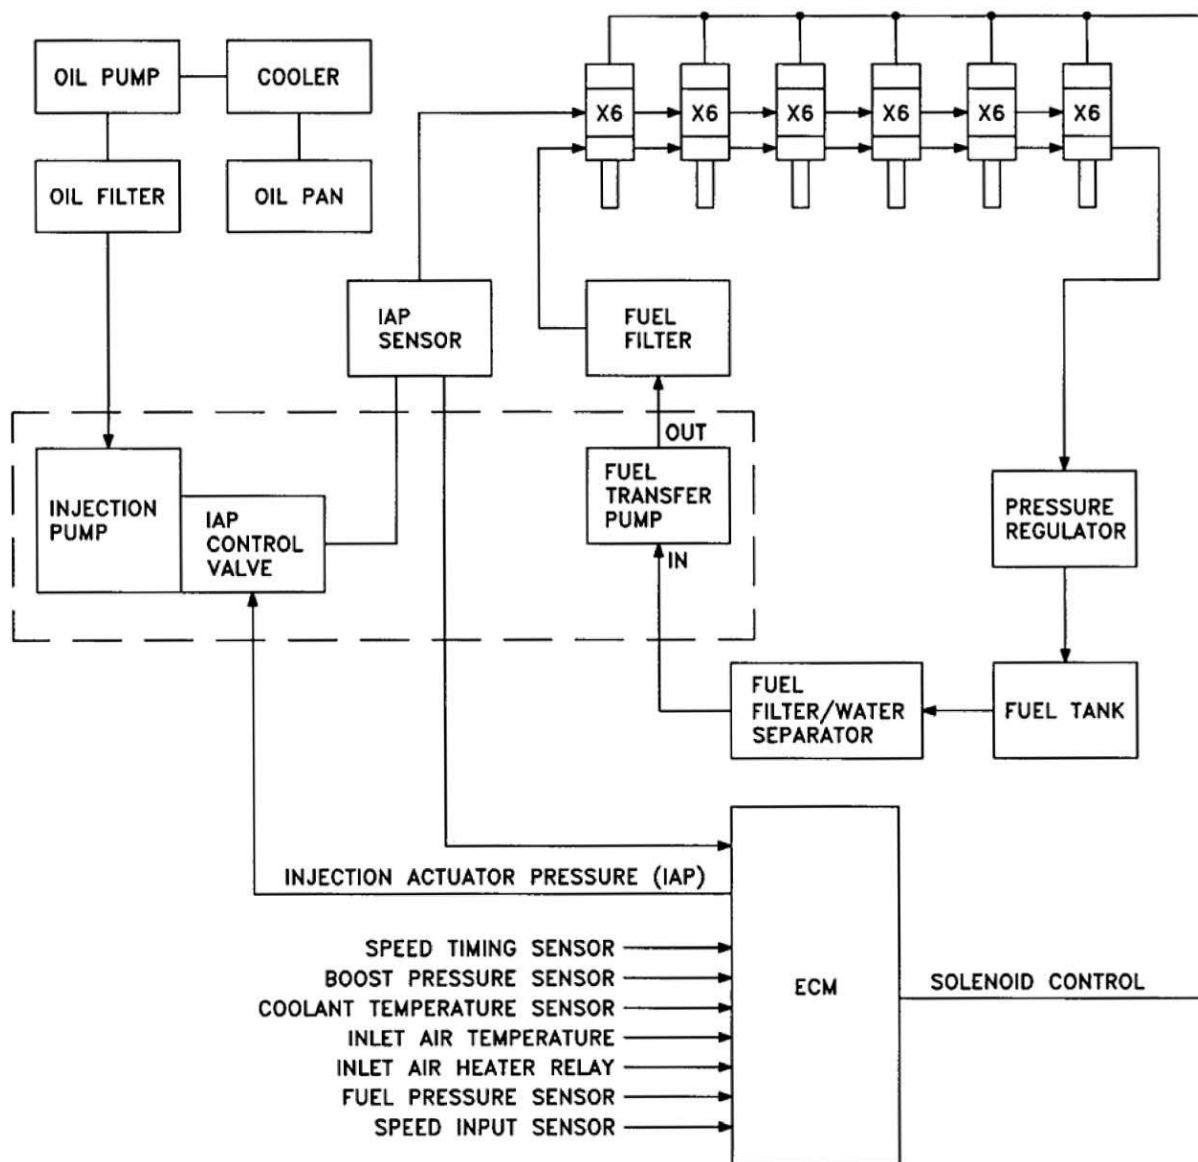 OIL PUMP
COOLER
X6
X6
X6
X6
X6
X6
OIL FILTER
OIL PAN
IAP
SENSOR
FUEL
FILTER
OUT
INJECTION
PUMP
IAP
CONTROL
VALVE
FUEL
TRANSFER
PUMP
IN
PRESSURE
REGULATOR
FUEL
FILTER/WATER
SEPARATOR
FUEL TANK
INJECTION ACTUATOR PRESSURE (IAP)
SPEED TIMING SENSOR
BOOST PRESSURE SENSOR
COOLANT TEMPERATURE SENSOR
INLET AIR TEMPERATURE
INLET AIR HEATER RELAY
FUEL PRESSURE SENSOR
SPEED INPUT SENSOR
ECM
SOLENOID CONTROL